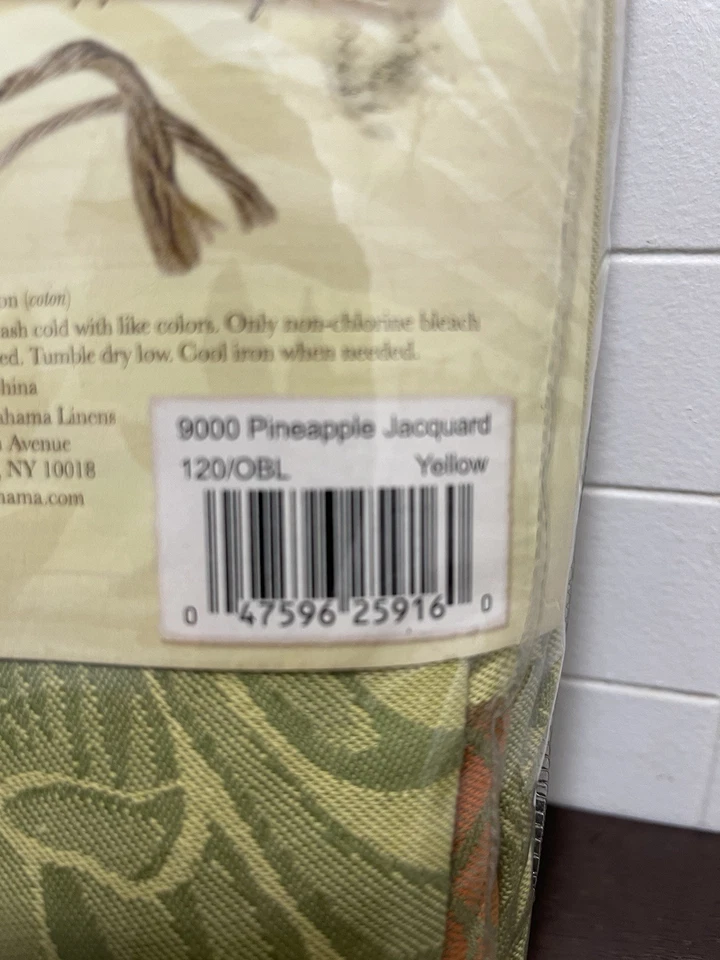 on (coton)
ash cold with like colors. Only non-chlorine bleach
ed. Tumble dry low. Cool iron when needed.
hina
ahama Linens
Avenue
, NY 10018
hama.com
9000 Pineapple Jacquard
120/OBL Yellow
0 47596 25916 0